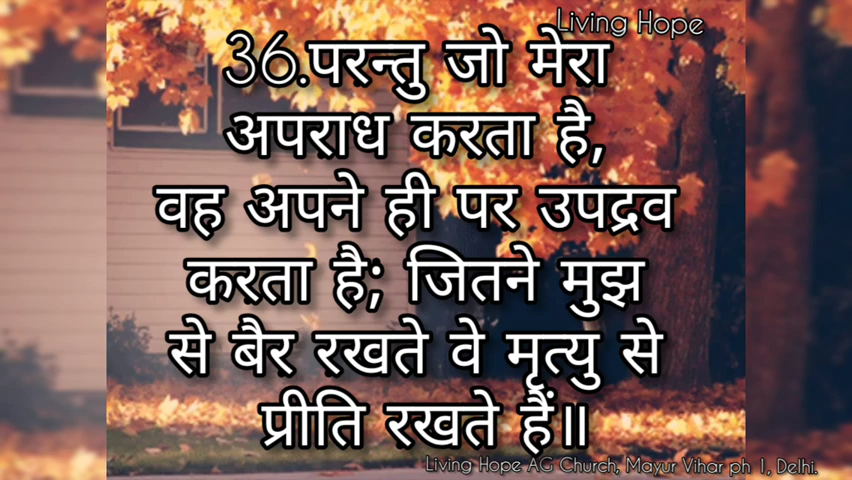 Living Hope
36.परन्तु जो मेरा
अपराध करता है,
वह अपने ही पर उपद्रव
करता है; जितने मुझ
से बैर रखते वे मृत्यु से
प्रीति रखते हैं॥
Living Hope AG Church, Mayur Vihar ph 1, Delhi.